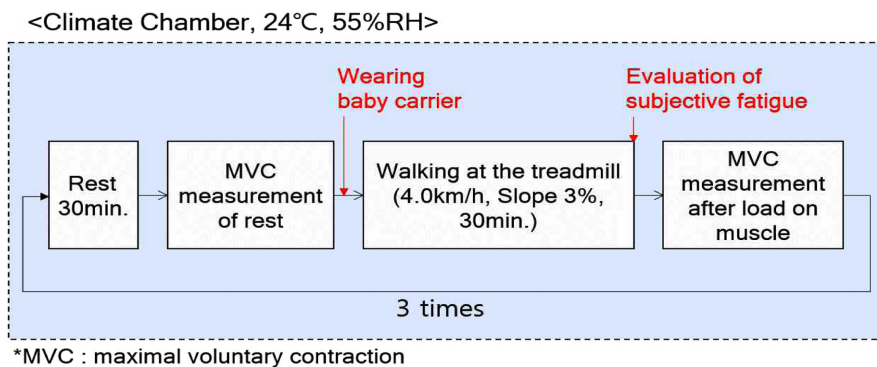 <Climate Chamber, 24℃, 55%RH>
Wearing
baby carrier
Evaluation of
subjective fatigue
Rest
30min.
MVC
measurement
of rest
Walking at the treadmill
(4.0km/h, Slope 3%,
30min.)
MVC
measurement
after load on
muscle
3 times
*MVC : maximal voluntary contraction